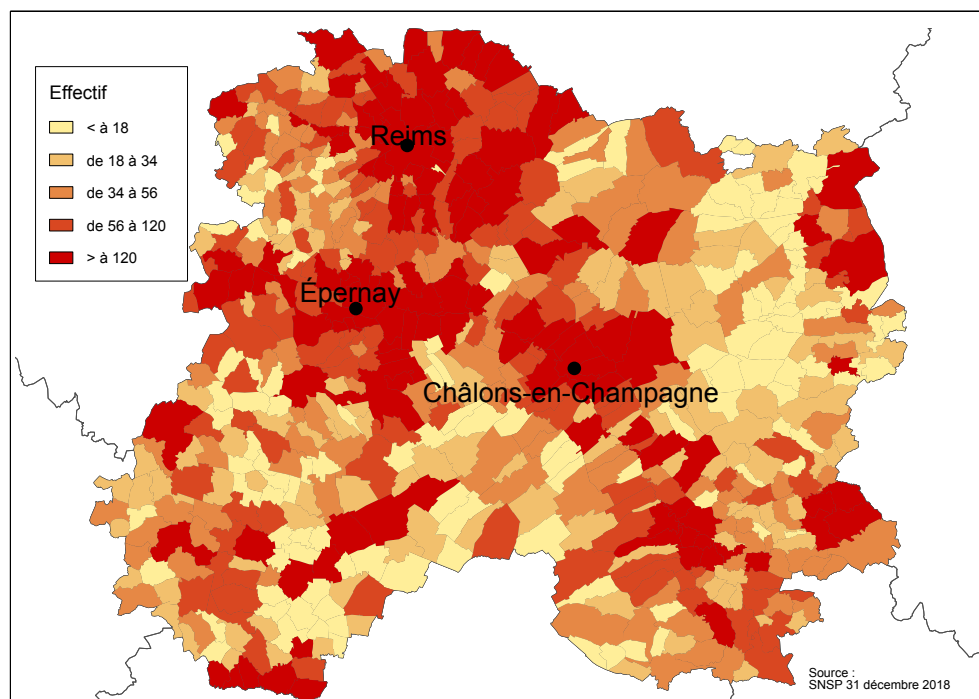 Effectif
< à 18
de 18 à 34
de 34 à 56
de 56 à 120
> à 120
Reims
Épernay
Châlons-en-Champagne
Source :
SNSP 31 décembre 2018